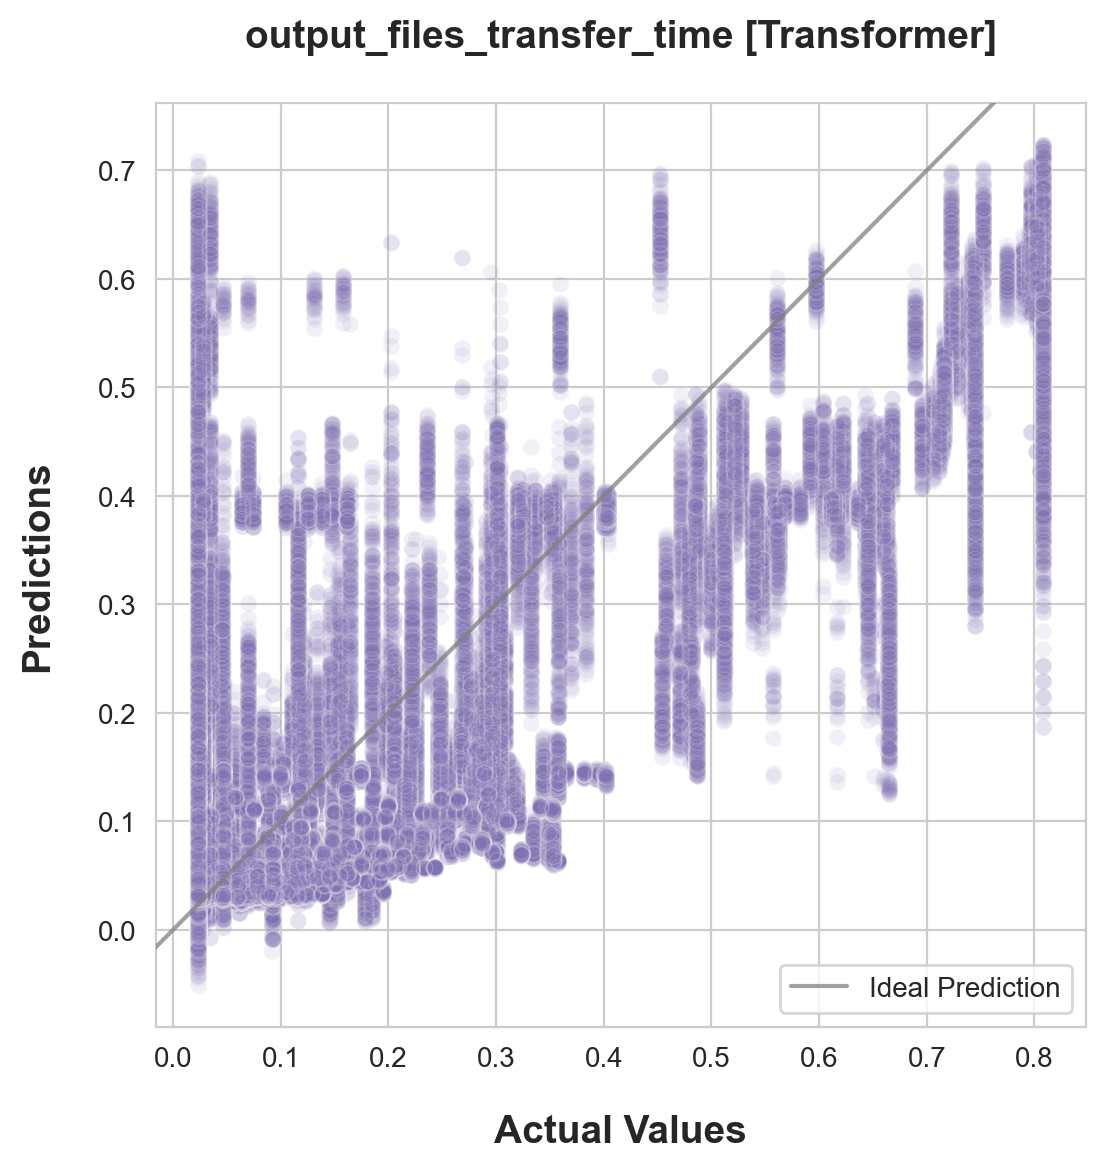 output_files_transfer_time [Transformer]
Predictions
0.7
0.6
0.5
0.4
0.3
0.2
0.1
0.0
Ideal Prediction
0.0 0.1 0.2 0.3 0.4 0.5 0.6 0.7 0.8
Actual Values